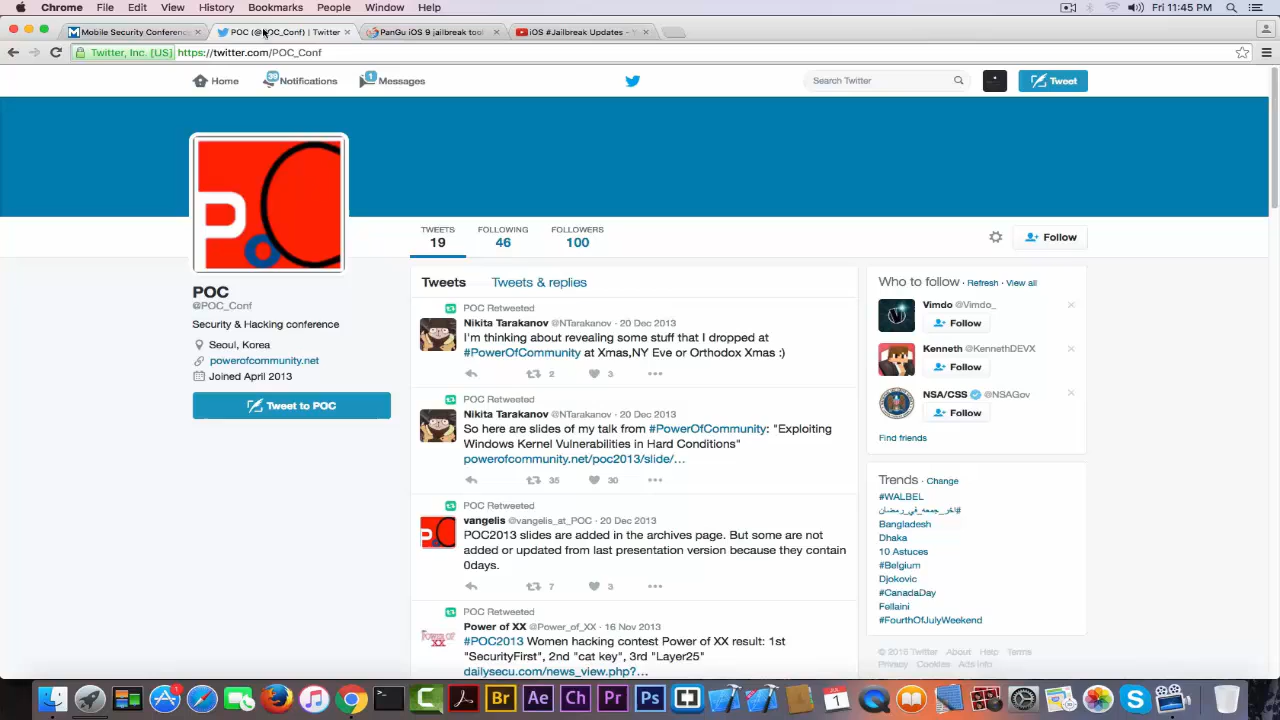 Chrome File Edit View History Bookmarks People Window Help Fri 11:45 PM
Mobile Security Conferenc POC (@POC_Conf) | Twitter PanGu iOS 9 jailbreak tool iOS #Jailbreak Updates -
Twitter, Inc. [US] https://twitter.com/POC_Conf
Home 39 Notifications 1 Messages Search Twitter Tweet
TWEETS FOLLOWING FOLLOWERS
19 46 100
Follow
POC
@POC_Conf
Security & Hacking conference
Seoul, Korea
powerofcommunity.net
Joined April 2013
Tweet to POC
Tweets Tweets & replies
POC Retweeted
Nikita Tarakanov @NTarakanov · 20 Dec 2013
I'm thinking about revealing some stuff that I dropped at
#PowerOfCommunity at Xmas,NY Eve or Orthodox Xmas :)
2 3
POC Retweeted
Nikita Tarakanov @NTarakanov · 20 Dec 2013
So here are slides of my talk from #PowerOfCommunity: "Exploiting
Windows Kernel Vulnerabilities in Hard Conditions"
powerofcommunity.net/poc2013/slide/…
35 30
POC Retweeted
vangelis @vangelis_at_POC · 20 Dec 2013
POC2013 slides are added in the archives page. But some are not
added or updated from last presentation version because they contain
0days.
7 3
POC Retweeted
Power of XX @Power_of_XX · 16 Nov 2013
#POC2013 Women hacking contest Power of XX result: 1st
"SecurityFirst", 2nd "cat key", 3rd "Layer25"
dailysecu.com/news_view.php?…
Who to follow · Refresh · View all
Vimdo @Vimdo_
Follow
Kenneth @KennethDEVX
Follow
NSA/CSS @NSAGov
Follow
Find friends
Trends · Change
#WALBEL
#اخر_جمعه_في_رمضان
Bangladesh
Dhaka
10 Astuces
#Belgium
Djokovic
#CanadaDay
Fellaini
#FourthOfJulyWeekend
© 2016 Twitter About Help Terms
Privacy Cookies Ads info
Br Ae Ch Pr Ps